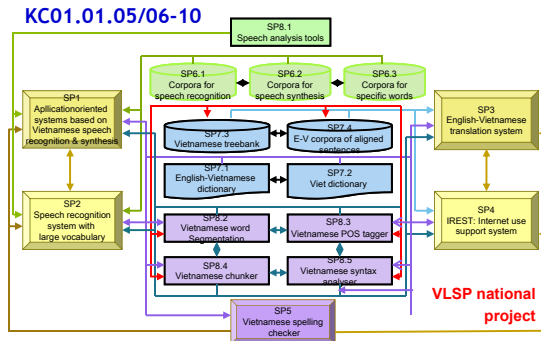 KC01.01.05/06-10
SP8.1
Speech analysis tools
SP6.1
Corpora for
speech recognition
SP6.2
Corpora for
speech synthesis
SP6.3
Corpora for
specific words
SP1
Apllicationoriented
systems based on
Vietnamese speech
recognition & synthesis
SP7.3
Vietnamese treebank
SP7.4
E-V corpora of aligned
sentences
SP3
English-Vietnamese
translation system
SP7.1
English-Vietnamese
dictionary
SP7.2
Viet dictionary
SP2
Speech recognition
system with
large vocabulary
SP8.2
Vietnamese word
Segmentation
SP8.3
Vietnamese POS tagger
SP4
IREST: Internet use
support system
SP8.4
Vietnamese chunker
SP8.5
Vietnamese syntax
analyser
SP5
Vietnamese spelling
checker
VLSP national
project